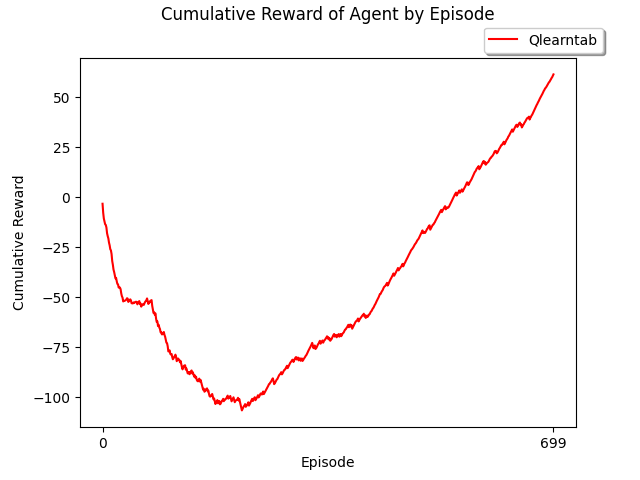 Cumulative Reward of Agent by Episode
Qlearntab
50
25
0
−25
−50
−75
−100
Cumulative Reward
0 699
Episode